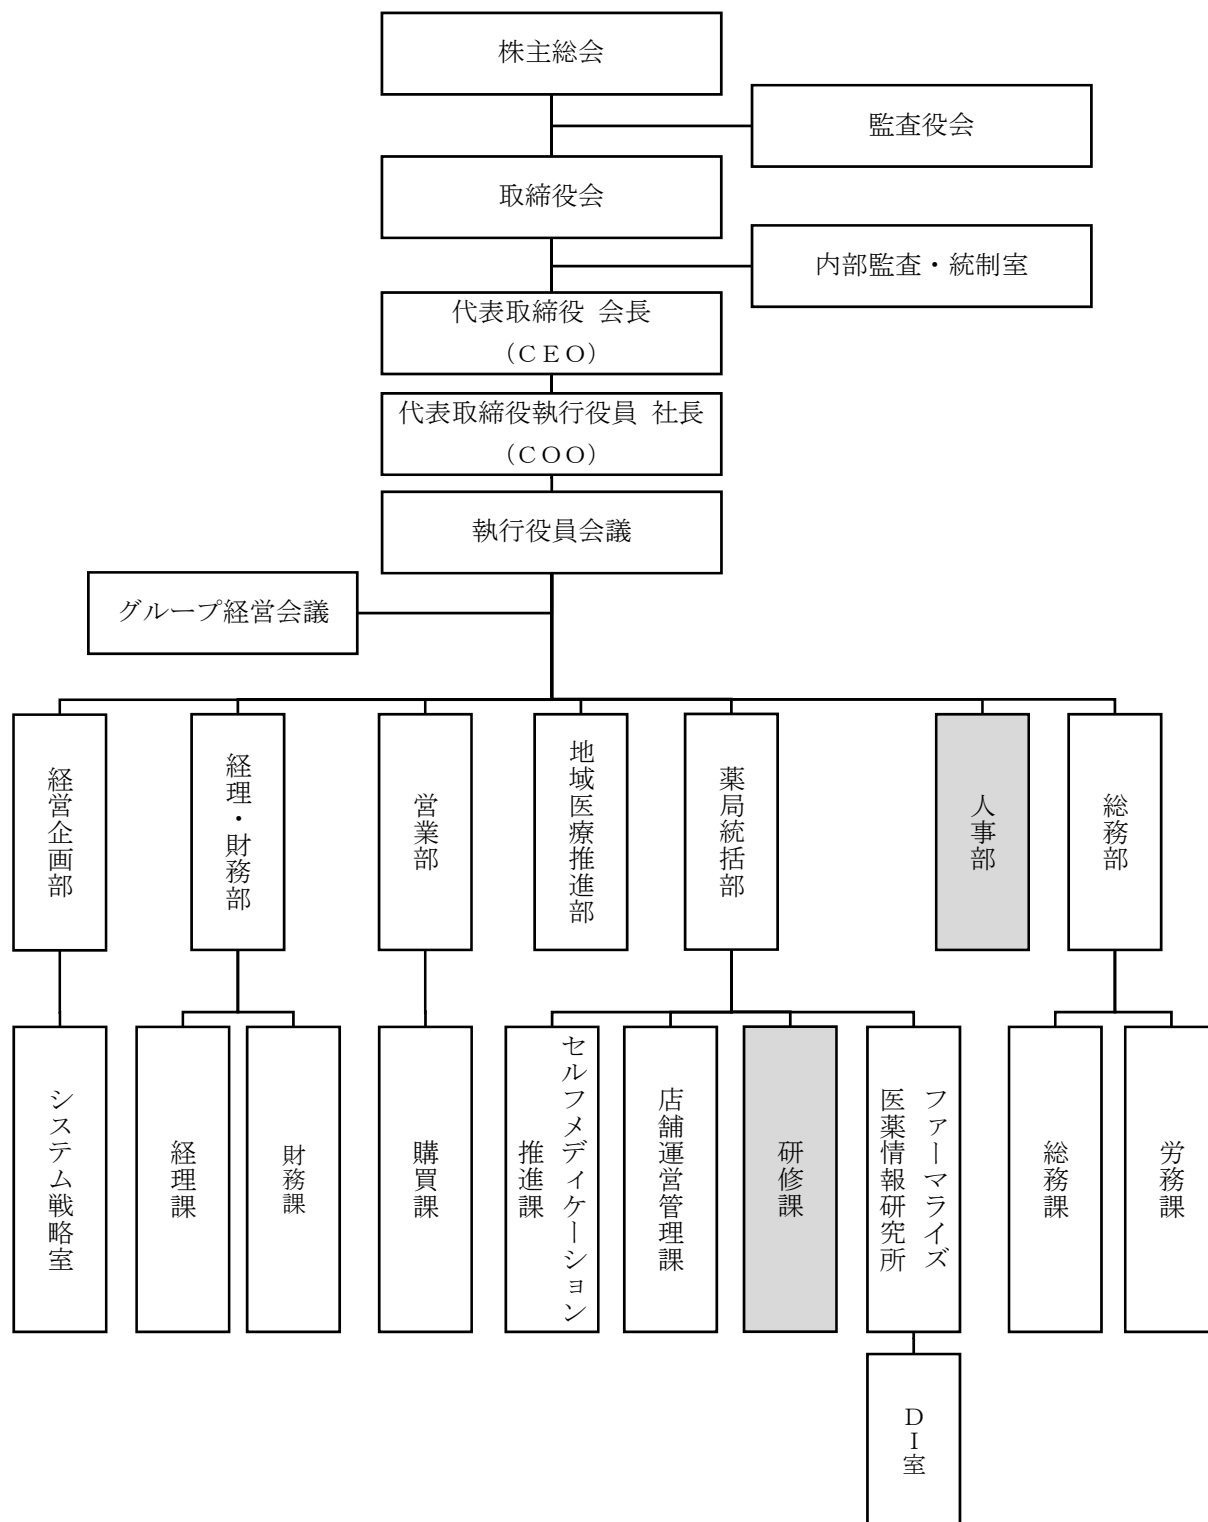 株主総会
監査役会
取締役会
内部監査・統制室
代表取締役 会長
（ＣＥＯ）
代表取締役執行役員 社長
（ＣＯＯ）
執行役員会議
グループ経営会議
経営企画部
経理・財務部
営業部
地域医療推進部
薬局統括部
人事部
総務部
システム戦略室
経理課
財務課
購買課
セルフメディケーション
推進課
店舗運営管理課
研修課
ファーマライズ
医薬情報研究所
総務課
労務課
ＤＩ室